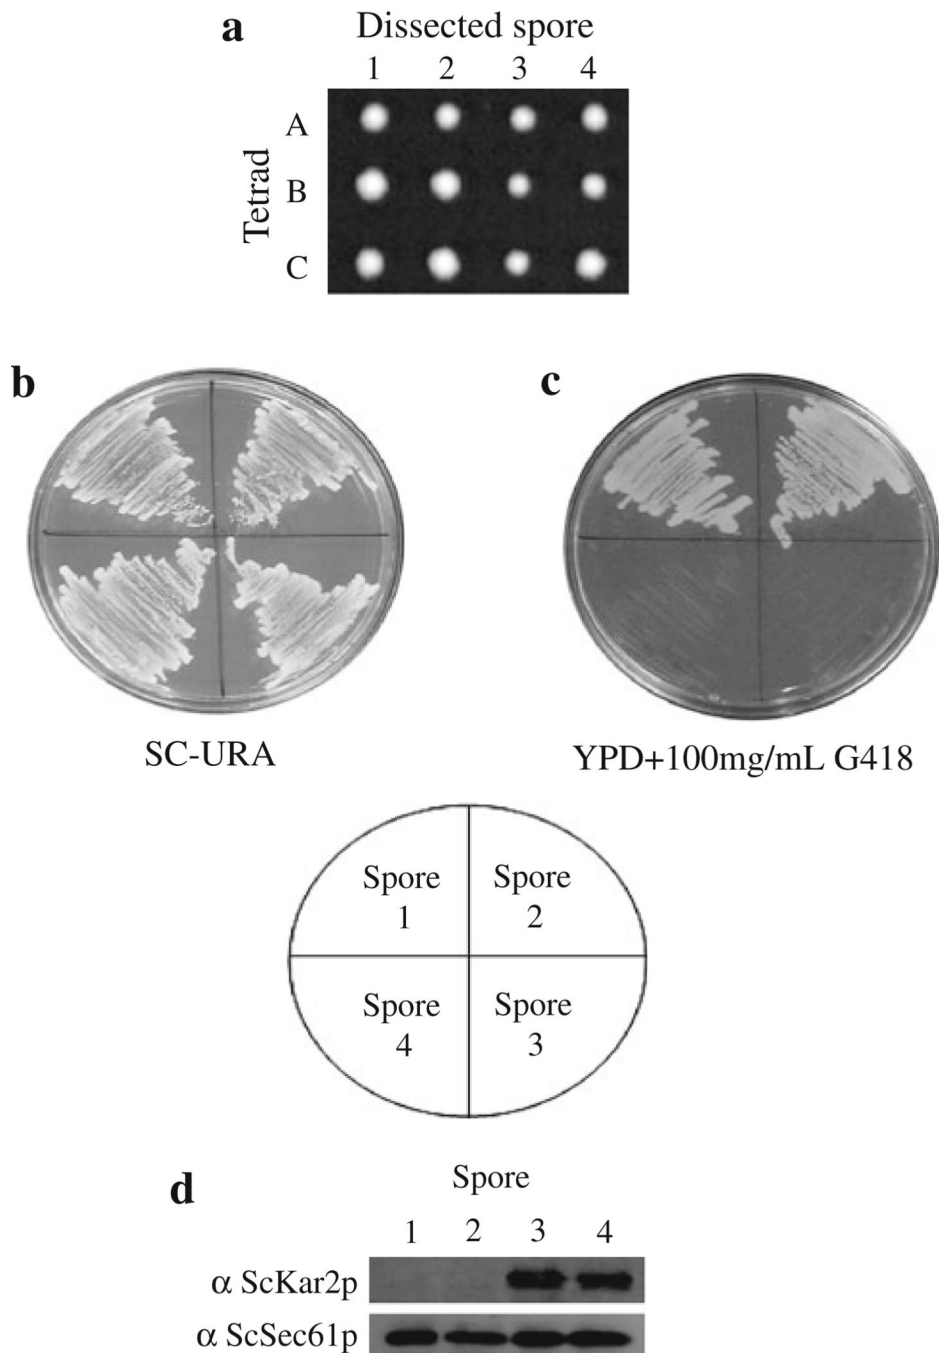 a
Dissected spore
1 2 3 4
Tetrad
A
B
C
b
c
SC-URA
YPD+100mg/mL G418
Spore
1
Spore
2
Spore
4
Spore
3
d
Spore
1 2 3 4
α ScKar2p
α ScSec61p